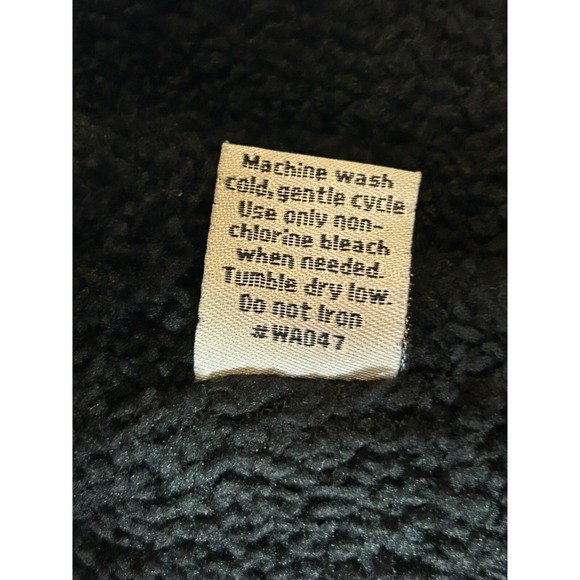 Machine wash
cold, gentle cycle
Use only non-
chlorine bleach
when needed.
Tumble dry low.
Do not Iron
#WA047